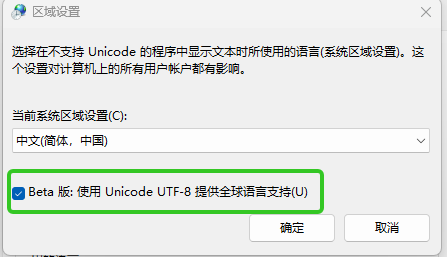 区域设置
选择在不支持 Unicode 的程序中显示文本时所使用的语言(系统区域设置)。这
个设置对计算机上的所有用户帐户都有影响。
当前系统区域设置(C):
中文(简体，中国)
Beta 版: 使用 Unicode UTF-8 提供全球语言支持(U)
确定
取消